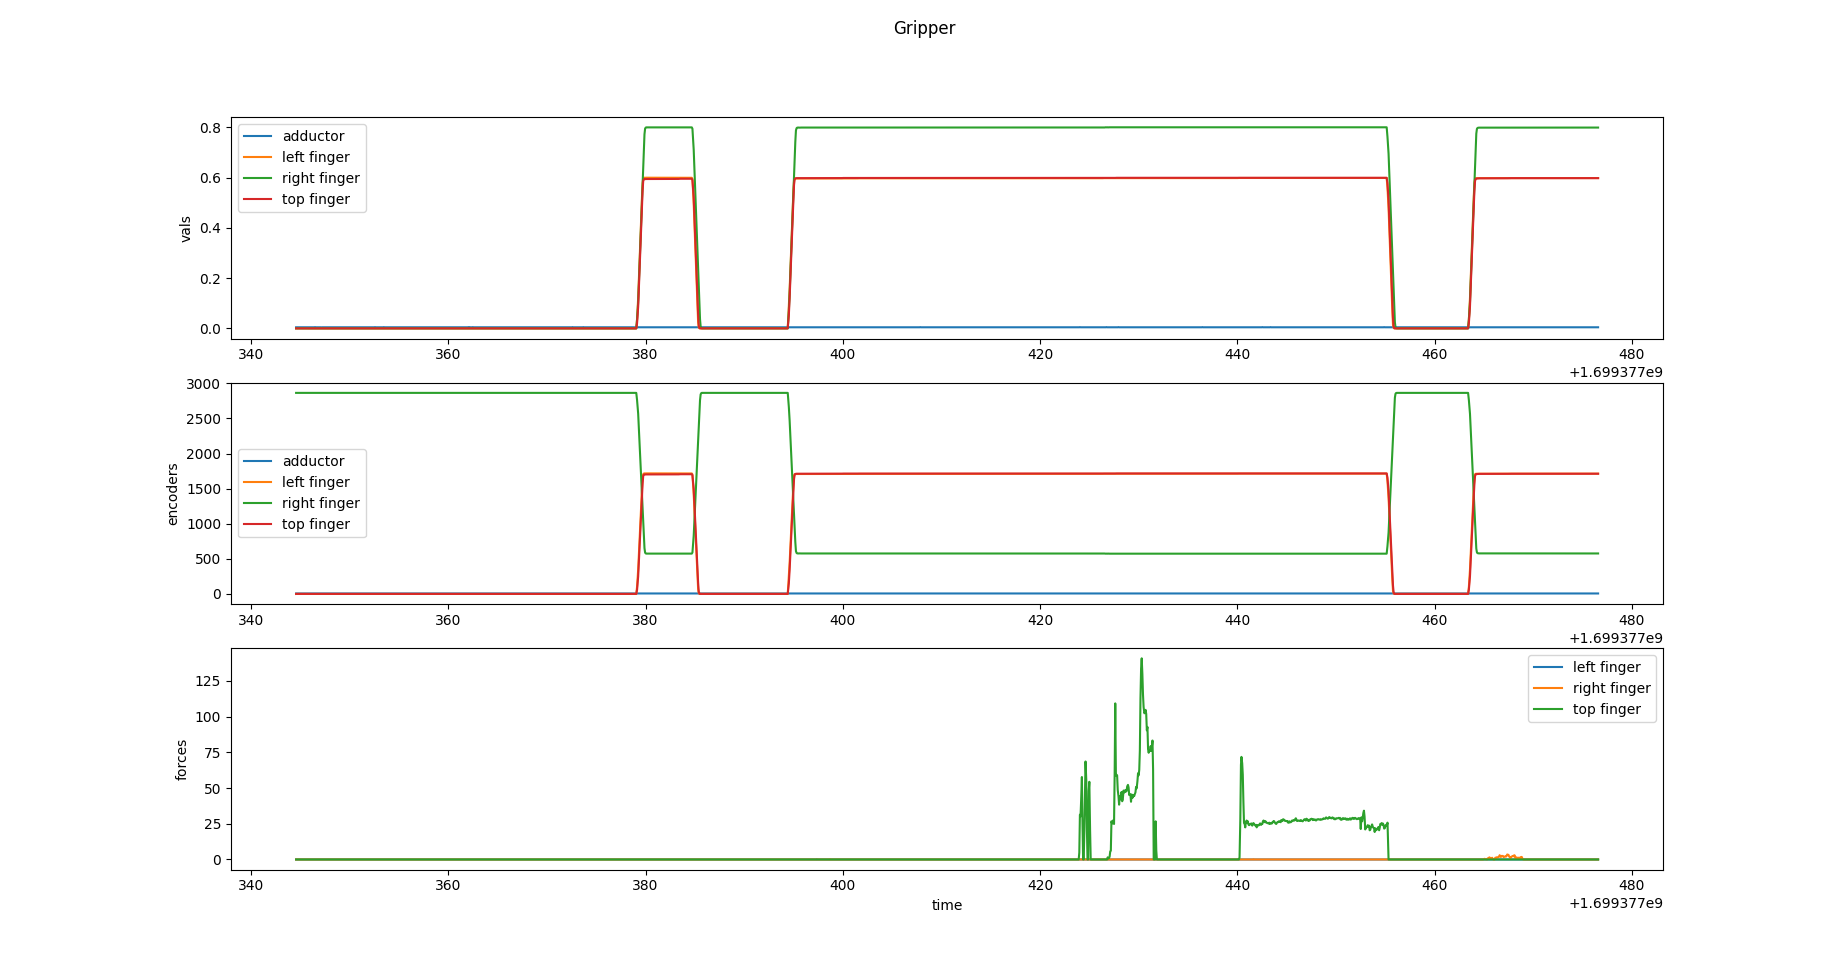 Gripper
vals
0.8
0.6
0.4
0.2
0.0
adductor
left finger
right finger
top finger
340 360 380 400 420 440 460 480
+1.699377e9
encoders
3000
2500
2000
1500
1000
500
0
adductor
left finger
right finger
top finger
340 360 380 400 420 440 460 480
+1.699377e9
forces
125
100
75
50
25
0
left finger
right finger
top finger
340 360 380 400 420 440 460 480
time
+1.699377e9